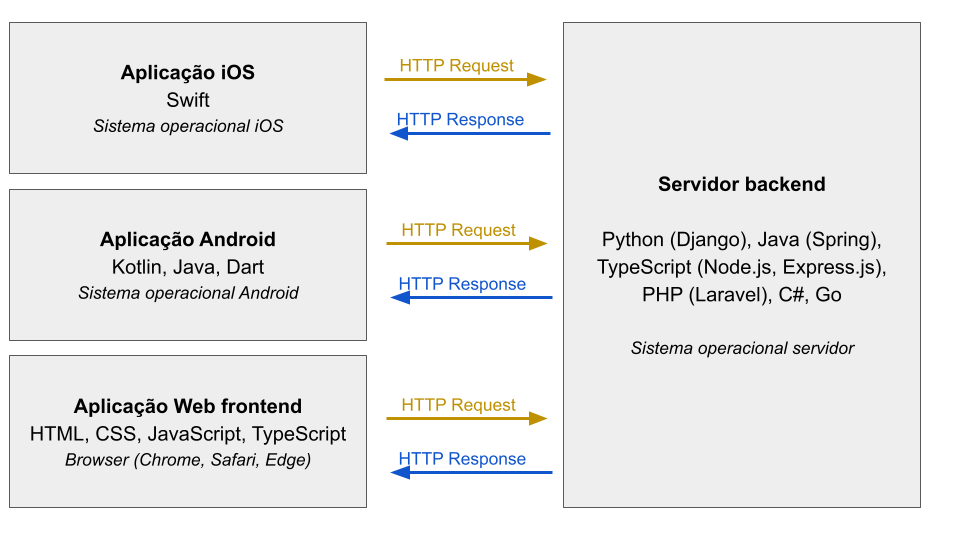 Aplicação iOS
Swift
Sistema operacional iOS
HTTP Request
HTTP Response
Aplicação Android
Kotlin, Java, Dart
Sistema operacional Android
HTTP Request
HTTP Response
Aplicação Web frontend
HTML, CSS, JavaScript, TypeScript
Browser (Chrome, Safari, Edge)
HTTP Request
HTTP Response
Servidor backend
Python (Django), Java (Spring),
TypeScript (Node.js, Express.js),
PHP (Laravel), C#, Go
Sistema operacional servidor